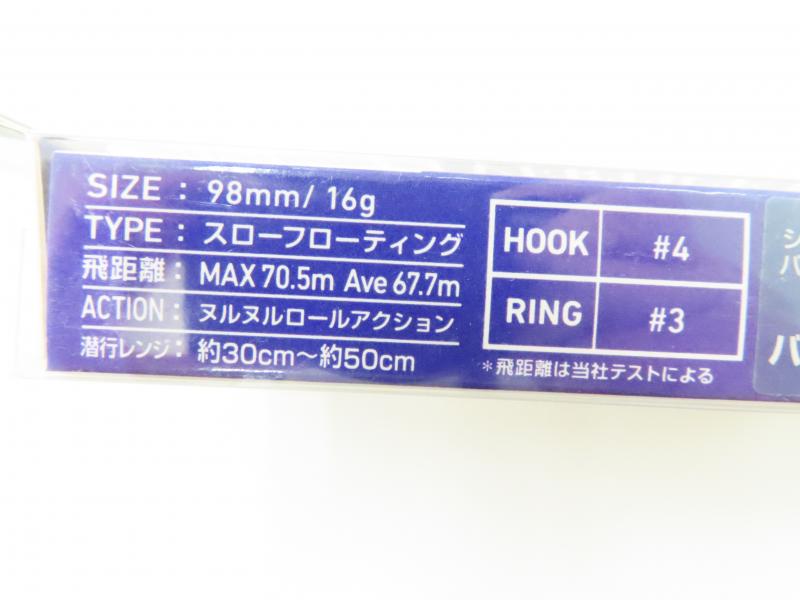 SIZE : 98mm/ 16g
TYPE : スローフローティング
飛距離 : MAX 70.5m Ave 67.7m
ACTION : ヌルヌルロールアクション
潜行レンジ : 約30cm～約50cm
HOOK #4
RING #3
*飛距離は当社テストによる
シ
バ
バ